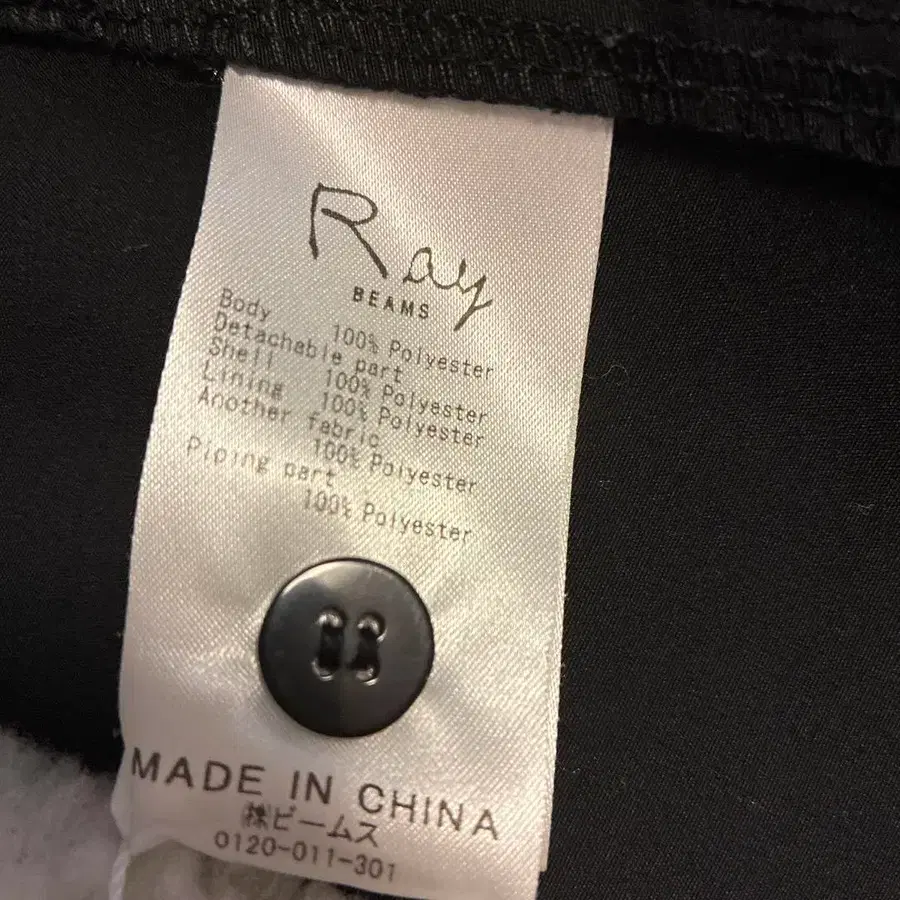 Ray
BEAMS
Body
100% Polyester
Detachable part
100% Polyester
Shell 100% Polyester
Lining
Another fabric
100% Polyester
Piping part
100% Polyester
MADE IN CHINA
㈱ビームス
0120-011-301